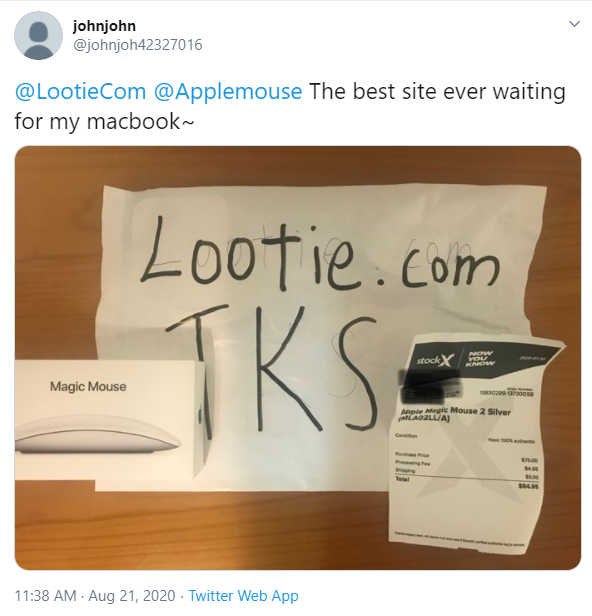 johnjohn
@johnjoh42327016
@LootieCom @Applemouse The best site ever waiting
for my macbook~
Lootie.com
TKS
Magic Mouse
stockX
NOW
YOU
KNOW
Order Number
Apple Magic Mouse 2 Silver
(MLA02LL/A)
Condition
New, 100% authentic
Purchase Price
$75.00
Processing Fee
$4.95
Shipping
$5.00
Total
$84.95
11:38 AM · Aug 21, 2020 · Twitter Web App